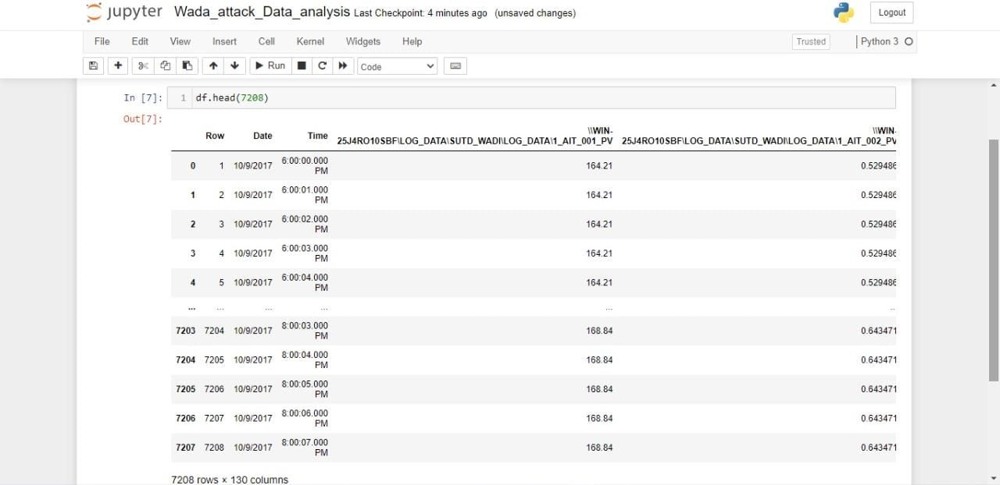 jupyter Wada_attack_Data_analysis Last Checkpoint: 4 minutes ago (unsaved changes) Logout
File Edit View Insert Cell Kernel Widgets Help Trusted Python 3
Run Code
In [7]: 1 df.head(7208)
Out[7]:
\\WIN- \\WIN-
Row Date Time 25J4RO10SBF\LOG_DATA\SUTD_WADI\LOG_DATA\1_AIT_001_PV 25J4RO10SBF\LOG_DATA\SUTD_WADI\LOG_DATA\1_AIT_002_PV
0 1 10/9/2017 6:00:00.000 PM 164.21 0.529486
1 2 10/9/2017 6:00:01.000 PM 164.21 0.529486
2 3 10/9/2017 6:00:02.000 PM 164.21 0.529486
3 4 10/9/2017 6:00:03.000 PM 164.21 0.529486
4 5 10/9/2017 6:00:04.000 PM 164.21 0.529486
... ... ... ... ... ..
7203 7204 10/9/2017 8:00:03.000 PM 168.84 0.643471
7204 7205 10/9/2017 8:00:04.000 PM 168.84 0.643471
7205 7206 10/9/2017 8:00:05.000 PM 168.84 0.643471
7206 7207 10/9/2017 8:00:06.000 PM 168.84 0.643471
7207 7208 10/9/2017 8:00:07.000 PM 168.84 0.643471
7208 rows × 130 columns